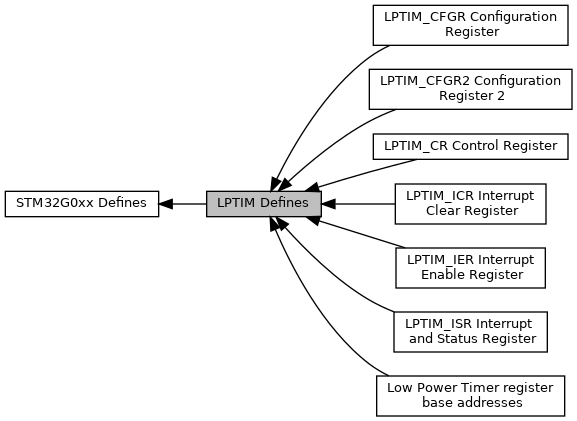 LPTIM_CFGR Configuration
Register
LPTIM_CFGR2 Configuration
Register 2
LPTIM_CR Control Register
LPTIM_ICR Interrupt
Clear Register
STM32G0xx Defines
LPTIM Defines
LPTIM_IER Interrupt
Enable Register
LPTIM_ISR Interrupt
and Status Register
Low Power Timer register
base addresses